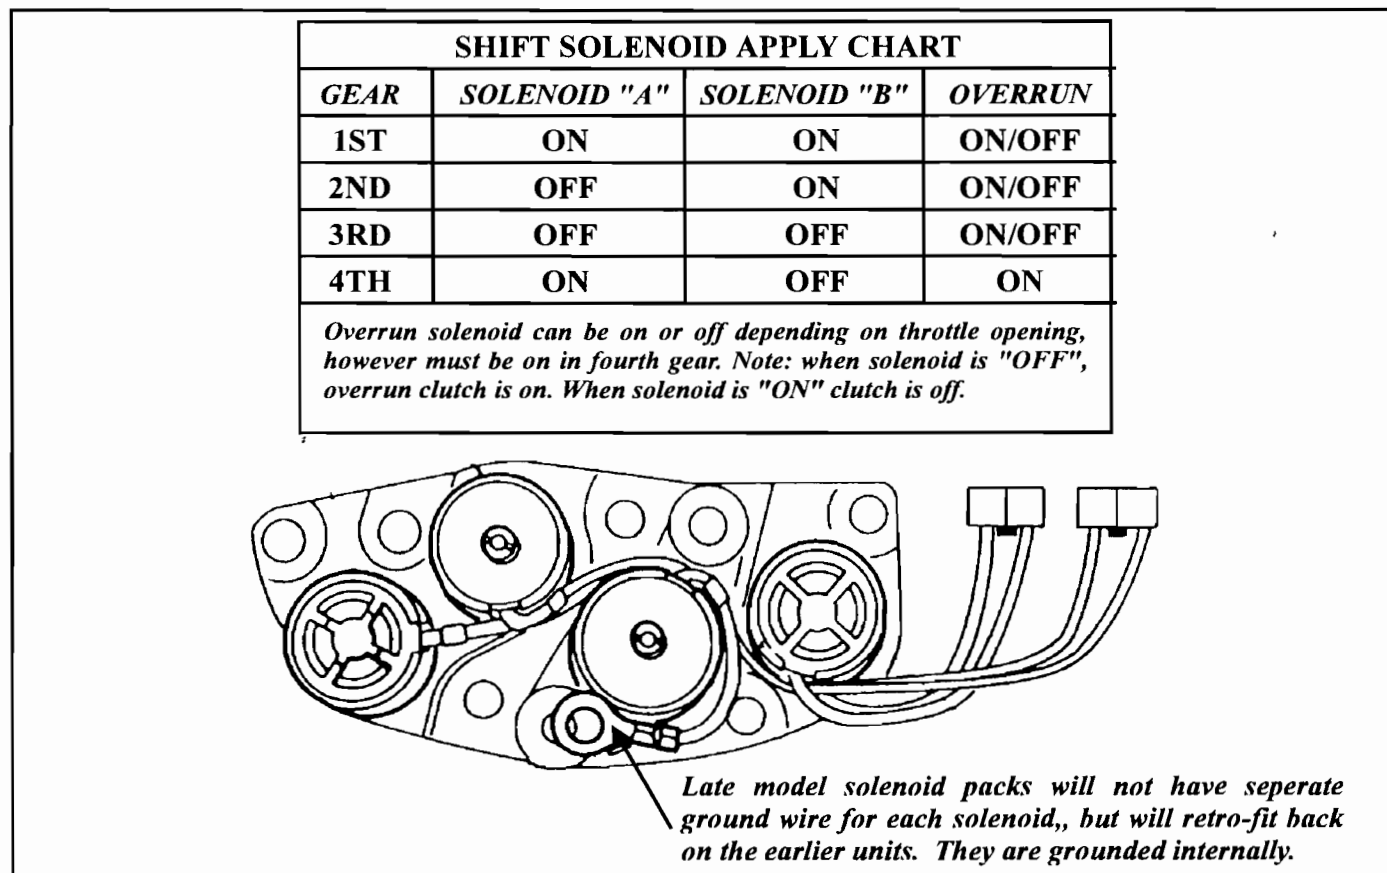 SHIFT SOLENOID APPLY CHART
GEAR SOLENOID "A" SOLENOID "B" OVERRUN
1ST ON ON ON/OFF
2ND OFF ON ON/OFF
3RD OFF OFF ON/OFF
4TH ON OFF ON
Overrun solenoid can be on or off depending on throttle opening,
however must be on in fourth gear. Note: when solenoid is "OFF",
overrun clutch is on. When solenoid is "ON" clutch is off.
Late model solenoid packs will not have seperate
ground wire for each solenoid,, but will retro-fit back
on the earlier units. They are grounded internally.